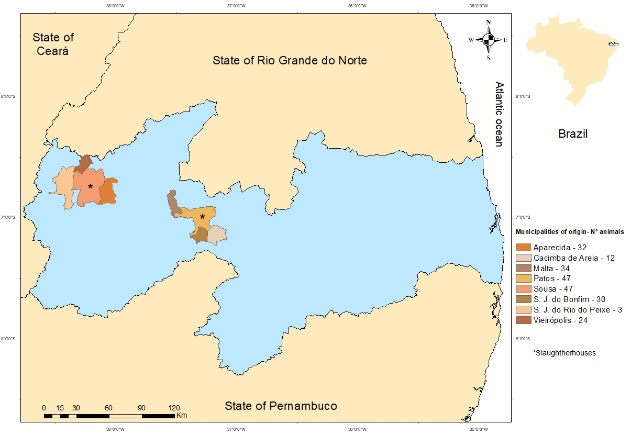 State of
Ceará
State of Rio Grande do Norte
N
W
E
S
Atlantic ocean
Brazil
Municipalities of origin- Nº animals
Aparecida - 32
Cacimba de Areia - 12
Malta - 34
Patos - 47
Sousa - 47
S. J. do Bonfim - 30
S. J. do Rio do Peixe - 3
Vieirópolis - 24
*Slaughtherhouses
*
*
0 15 30 60 90 120
Km
State of Pernambuco